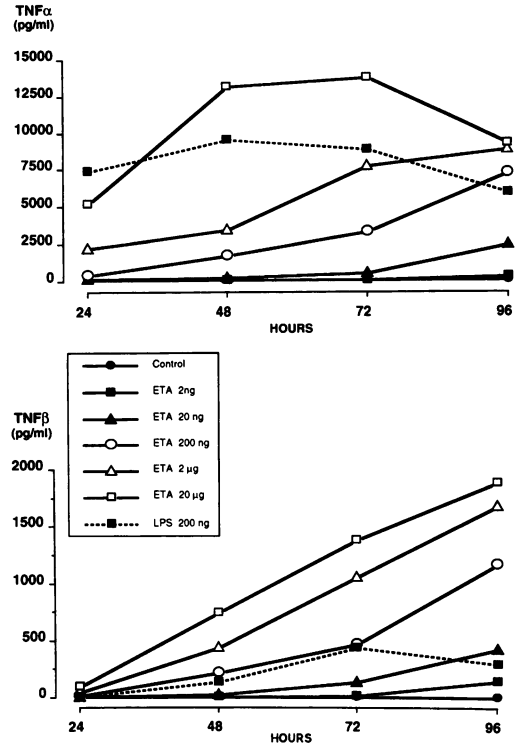 TNFα
(pg/ml)
15000
12500
10000
7500
5000
2500
0
24 48 72 96
HOURS
Control
ETA 2ng
ETA 20 ng
ETA 200 ng
ETA 2 µg
ETA 20 µg
LPS 200 ng
TNFβ
(pg/ml)
2000
1500
1000
500
0
24 48 72 96
HOURS